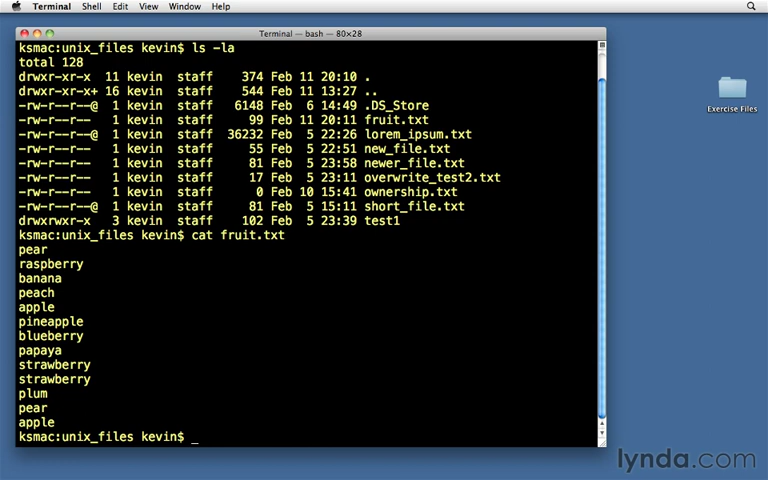 Terminal Shell Edit View Window Help
Terminal — bash — 80×28
ksmac:unix_files kevin$ ls -la
total 128
drwxr-xr-x  11 kevin  staff    374 Feb 11 20:10 .
drwxr-xr-x+ 16 kevin  staff    544 Feb 11 13:27 ..
-rw-r--r--@  1 kevin  staff   6148 Feb  6 14:49 .DS_Store
-rw-r--r--   1 kevin  staff     99 Feb 11 20:11 fruit.txt
-rw-r--r--@  1 kevin  staff  36232 Feb  5 22:26 lorem_ipsum.txt
-rw-r--r--   1 kevin  staff     55 Feb  5 22:51 new_file.txt
-rw-r--r--   1 kevin  staff     81 Feb  5 23:58 newer_file.txt
-rw-r--r--   1 kevin  staff     17 Feb  5 23:11 overwrite_test2.txt
-rw-r--r--   1 kevin  staff      0 Feb 10 15:41 ownership.txt
-rw-r--r--@  1 kevin  staff     81 Feb  5 15:11 short_file.txt
drwxrwxr-x   3 kevin  staff    102 Feb  5 23:39 test1
ksmac:unix_files kevin$ cat fruit.txt
pear
raspberry
banana
peach
apple
pineapple
blueberry
papaya
strawberry
strawberry
plum
pear
apple
ksmac:unix_files kevin$ _
Exercise Files
lynda.com